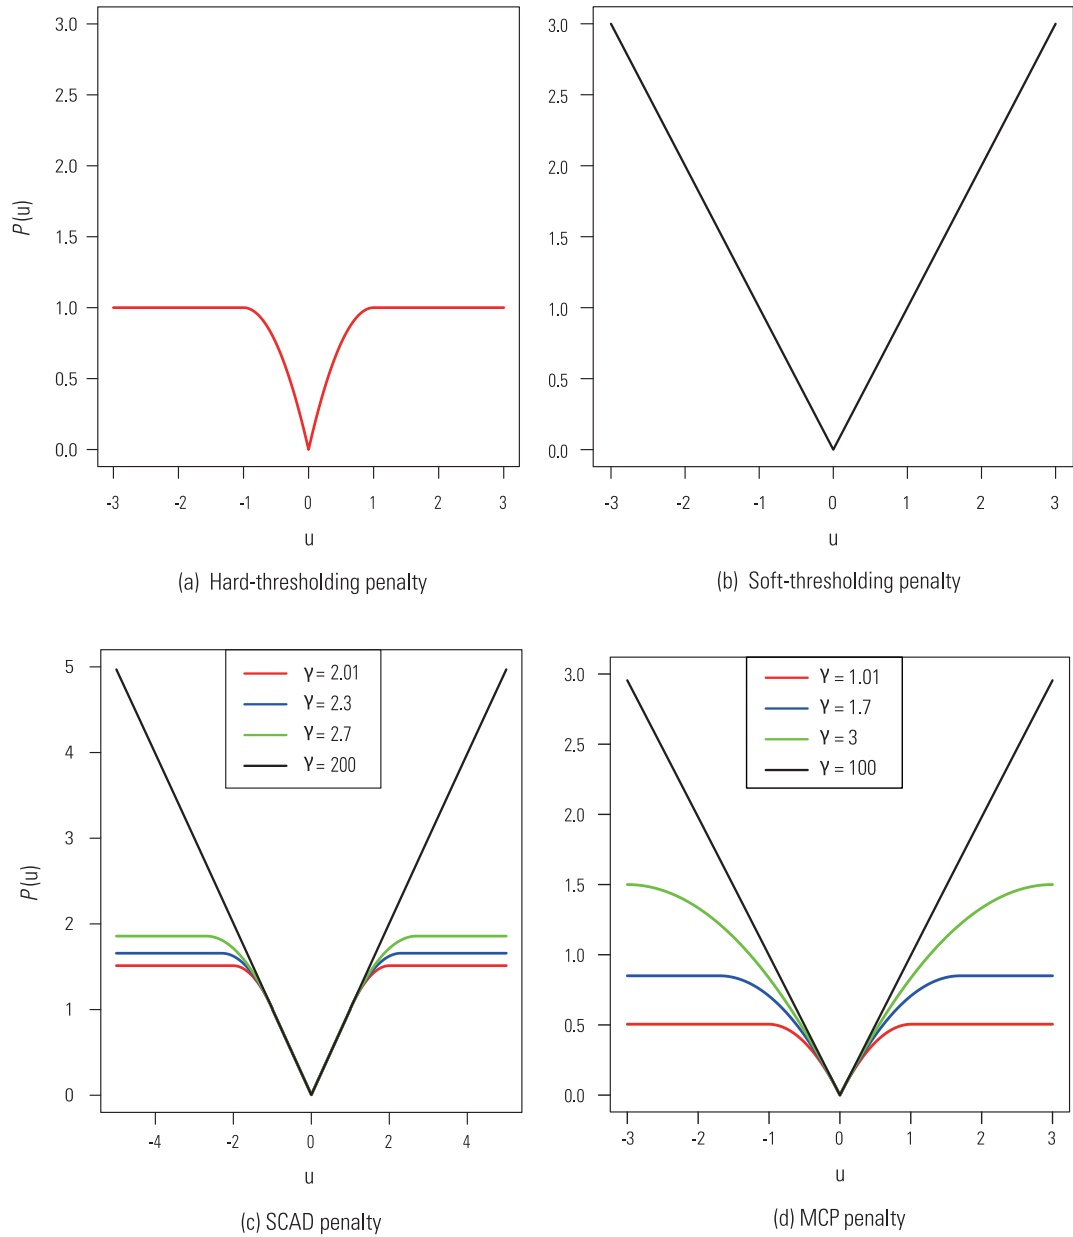 3.0
2.5
2.0
1.5
1.0
0.5
0.0
P(u)
-3 -2 -1 0 1 2 3
u
(a) Hard-thresholding penalty
3.0
2.5
2.0
1.5
1.0
0.5
0.0
-3 -2 -1 0 1 2 3
u
(b) Soft-thresholding penalty
5
4
3
2
1
0
P(u)
γ = 2.01
γ = 2.3
γ = 2.7
γ = 200
-4 -2 0 2 4
u
(c) SCAD penalty
3.0
2.5
2.0
1.5
1.0
0.5
0.0
γ = 1.01
γ = 1.7
γ = 3
γ = 100
-3 -2 -1 0 1 2 3
u
(d) MCP penalty